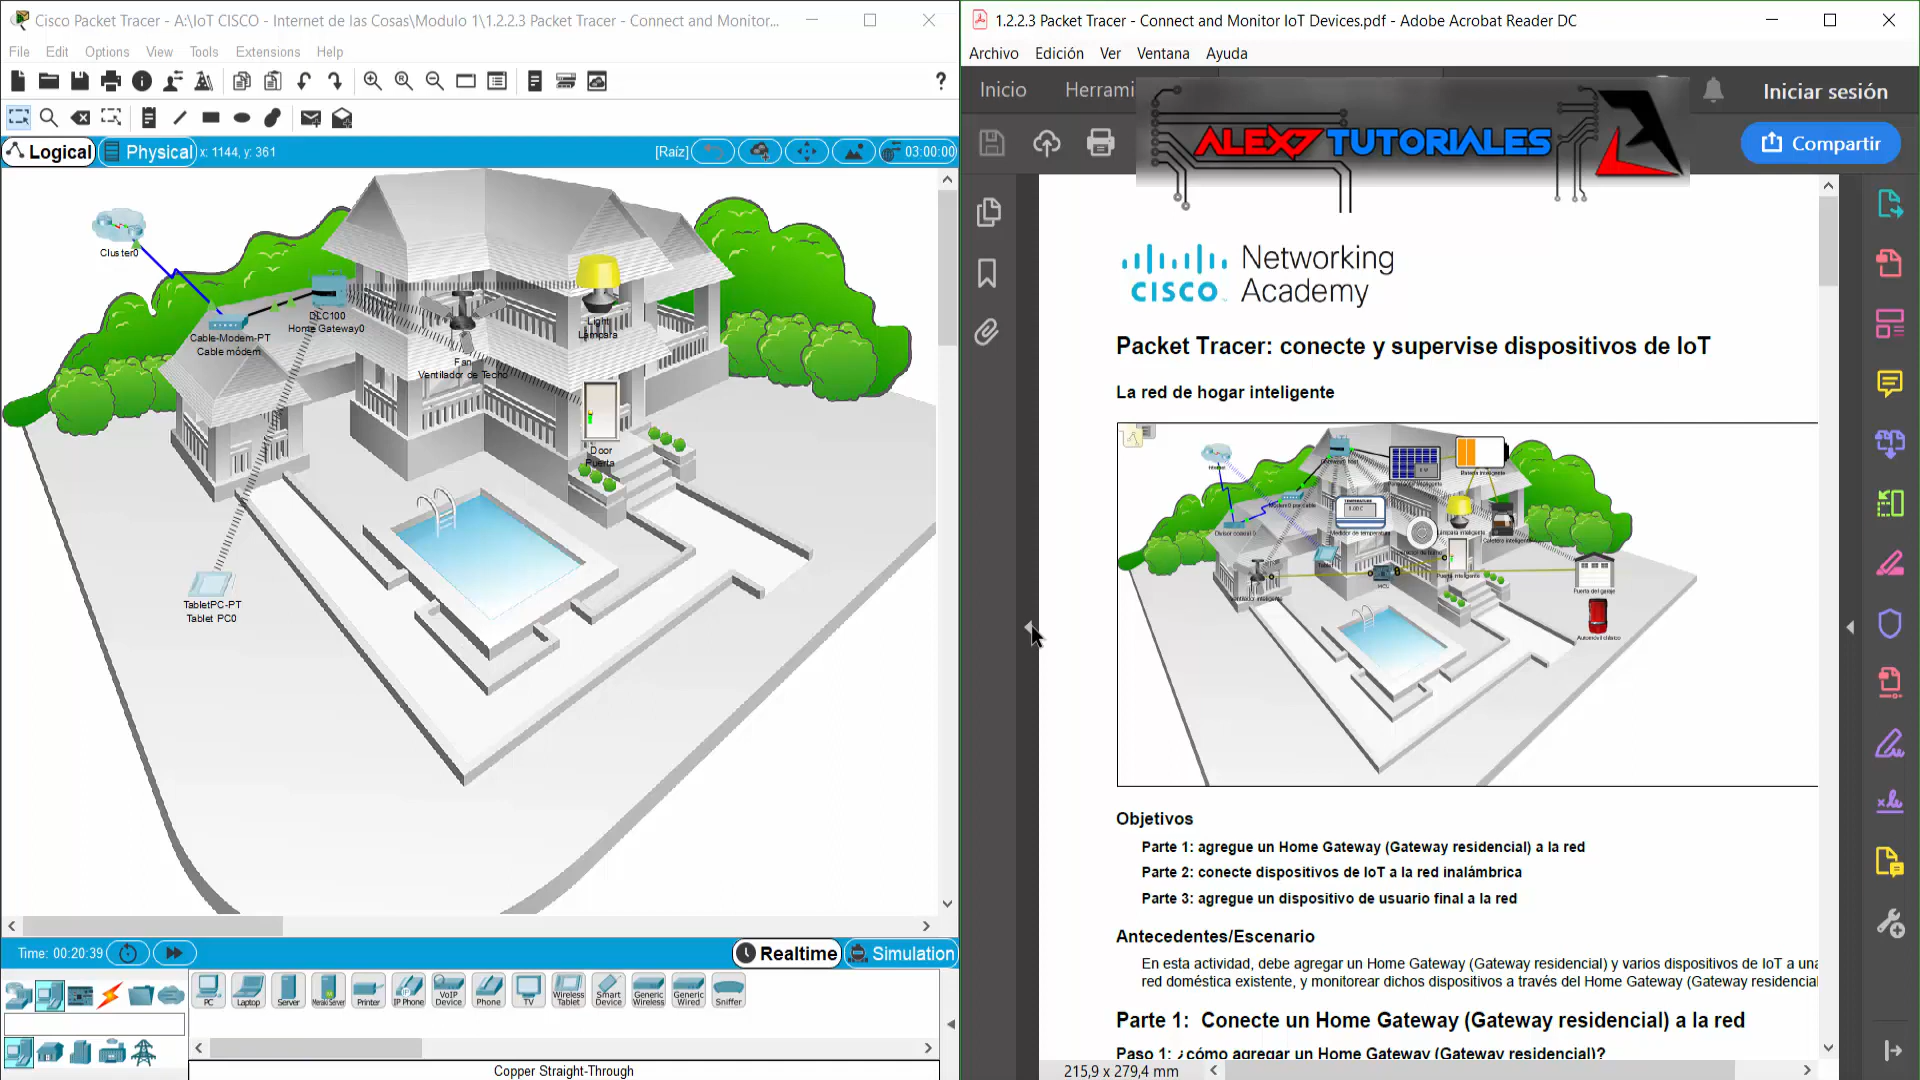 Cisco Packet Tracer - A:\IoT CISCO - Internet de las Cosas\Modulo 1\1.2.2.3 Packet Tracer - Connect and Monitor...
File Edit Options View Tools Extensions Help
Logical Physical x: 1144, y: 361 [Raíz] 03:00:00
Cluster0
DLC100
Home Gateway0
Cable-Modem-PT
Cable módem
Light
Lámpara
Fan
Ventilador de Techo
Door
Puerta
TabletPC-PT
Tablet PC0
Time: 00:20:39 Realtime Simulation
PC Laptop Server Meraki Server Printer IP Phone VoIP Device Phone TV Wireless Tablet Smart Device Generic Wireless Generic Wired Sniffer
Copper Straight-Through
1.2.2.3 Packet Tracer - Connect and Monitor IoT Devices.pdf - Adobe Acrobat Reader DC
Archivo Edición Ver Ventana Ayuda
Inicio Herrami Iniciar sesión
ALEX7 TUTORIALES
Compartir
Networking
CISCO Academy
Packet Tracer: conecte y supervise dispositivos de IoT
La red de hogar inteligente
Objetivos
Parte 1: agregue un Home Gateway (Gateway residencial) a la red
Parte 2: conecte dispositivos de IoT a la red inalámbrica
Parte 3: agregue un dispositivo de usuario final a la red
Antecedentes/Escenario
En esta actividad, debe agregar un Home Gateway (Gateway residencial) y varios dispositivos de IoT a una
red doméstica existente, y monitorear dichos dispositivos a través del Home Gateway (Gateway residencial
Parte 1: Conecte un Home Gateway (Gateway residencial) a la red
Paso 1: ¿cómo agregar un Home Gateway (Gateway residencial)?
215,9 x 279,4 mm